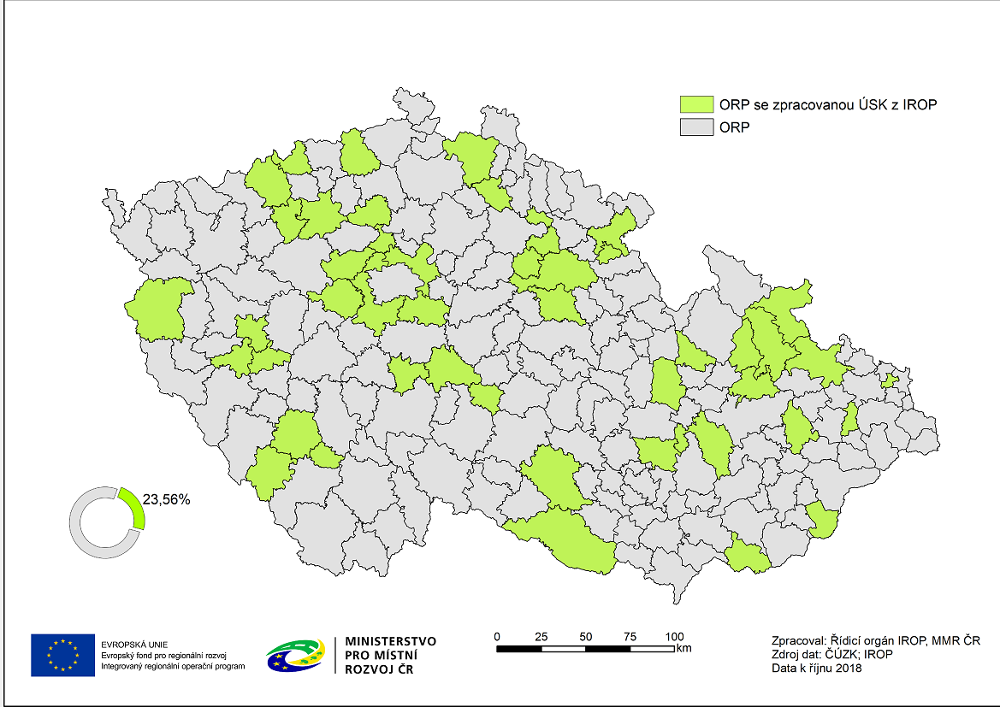 ORP se zpracovanou ÚSK z IROP
ORP
23,56%
EVROPSKÁ UNIE
Evropský fond pro regionální rozvoj
Integrovaný regionální operační program
MINISTERSTVO
PRO MÍSTNÍ
ROZVOJ ČR
0 25 50 75 100
km
Zpracoval: Řídicí orgán IROP, MMR ČR
Zdroj dat: ČÚZK; IROP
Data k říjnu 2018